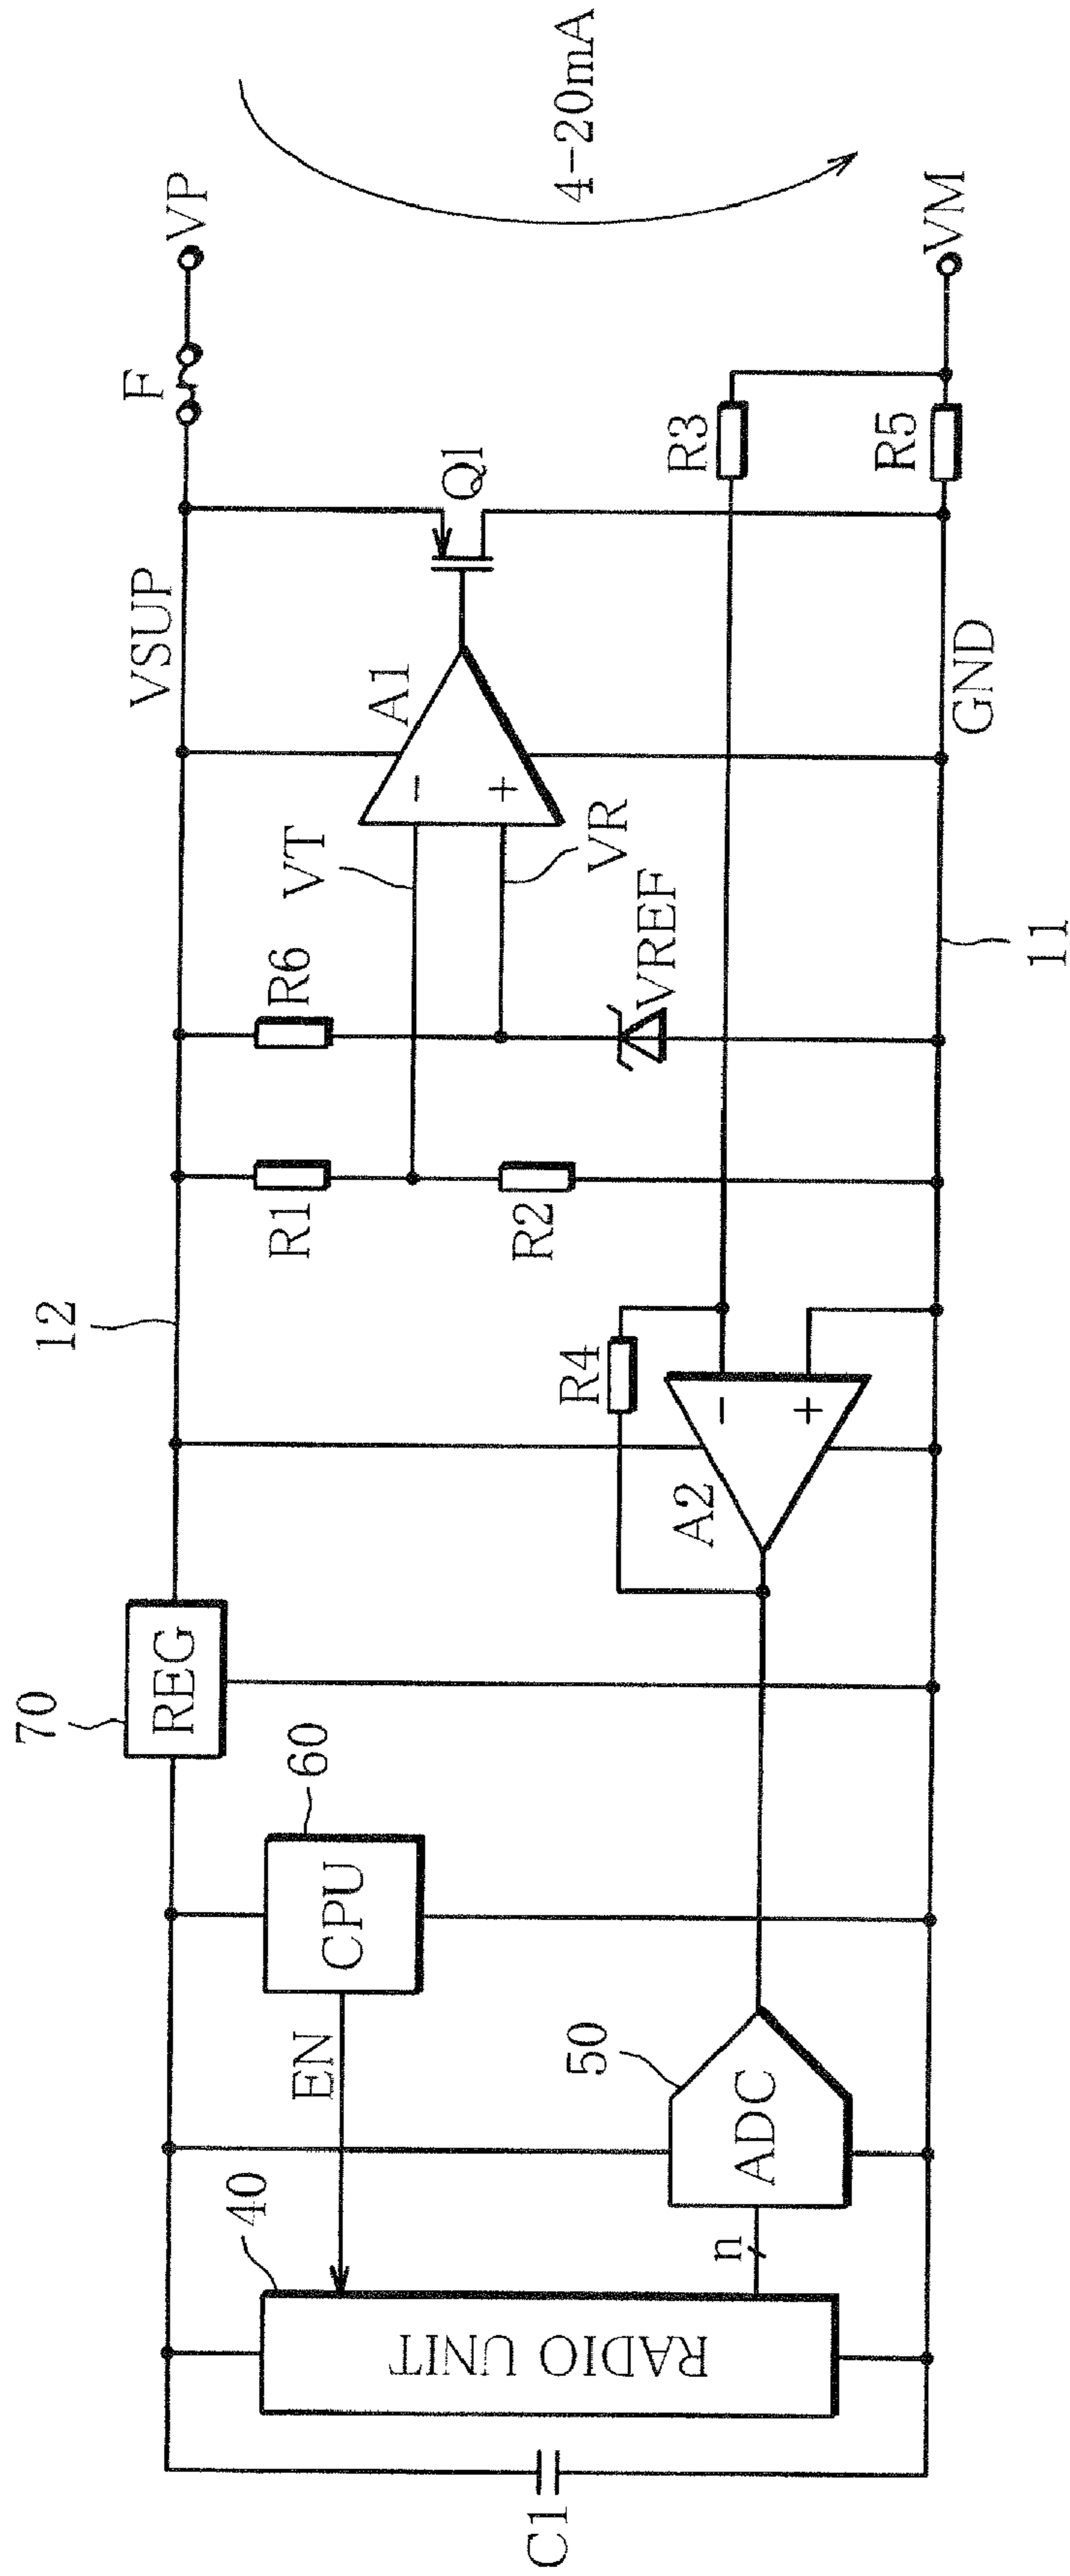 C1
RADIO UNIT
40
EN
CPU
60
n
ADC
50
70
REG
12
A2
−
+
R4
R1
R2
R6
VREF
VT
VR
A1
−
+
VSUP
Q1
GND
11
F
VP
R3
R5
VM
4-20mA